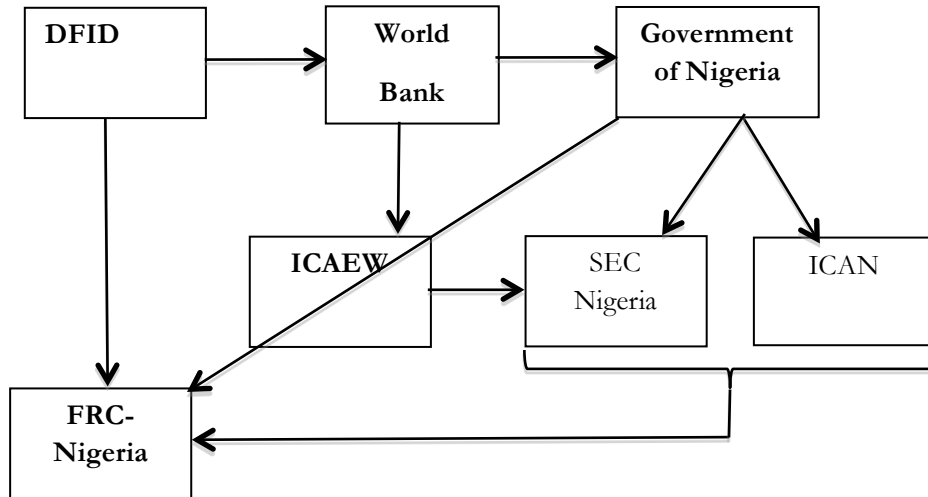 DFID
World
Bank
Government
of Nigeria
ICAEW
SEC
Nigeria
ICAN
FRC-
Nigeria